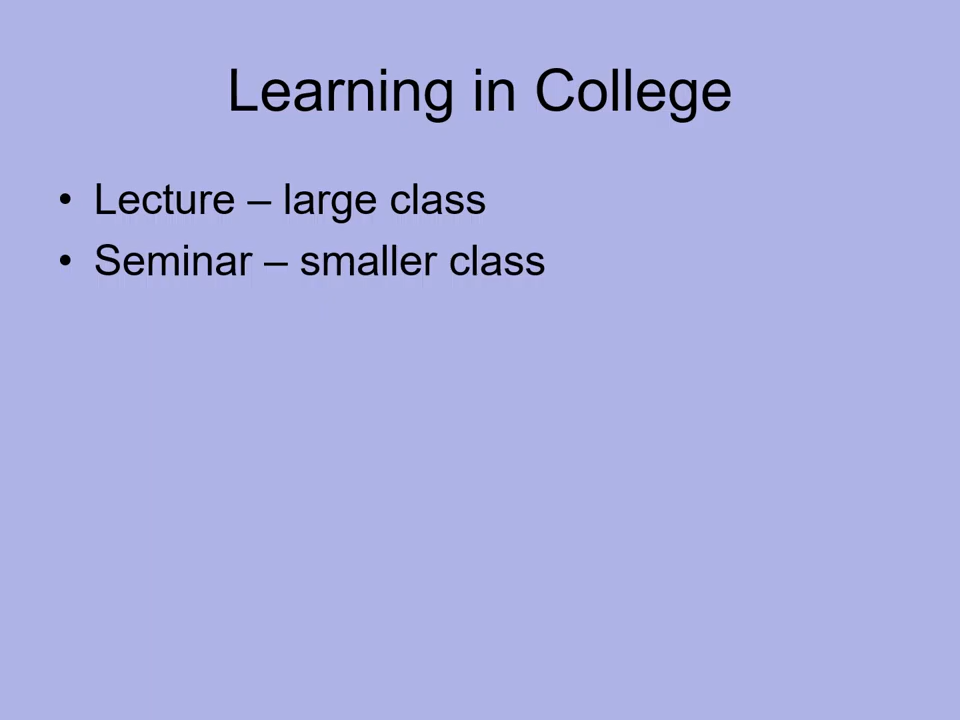 Learning in College
• Lecture – large class
• Seminar – smaller class